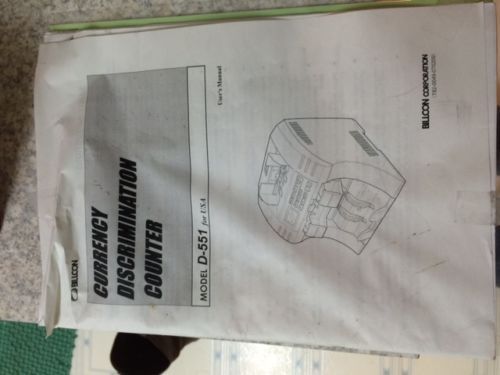 BILLCON
CURRENCY
DISCRIMINATION
COUNTER
MODEL D-551 for USA
User's Manual
BILLCON CORPORATION